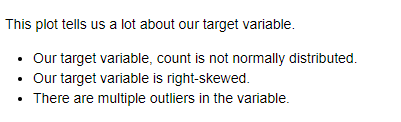 This plot tells us a lot about our target variable.
• Our target variable, count is not normally distributed.
• Our target variable is right-skewed.
• There are multiple outliers in the variable.